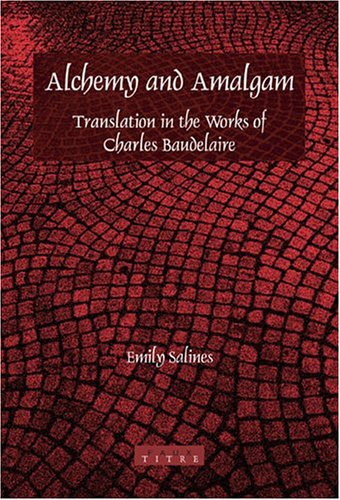 Alchemy and Amalgam
Translation in the Works of
Charles Baudelaire
Emily Salines
TITRE